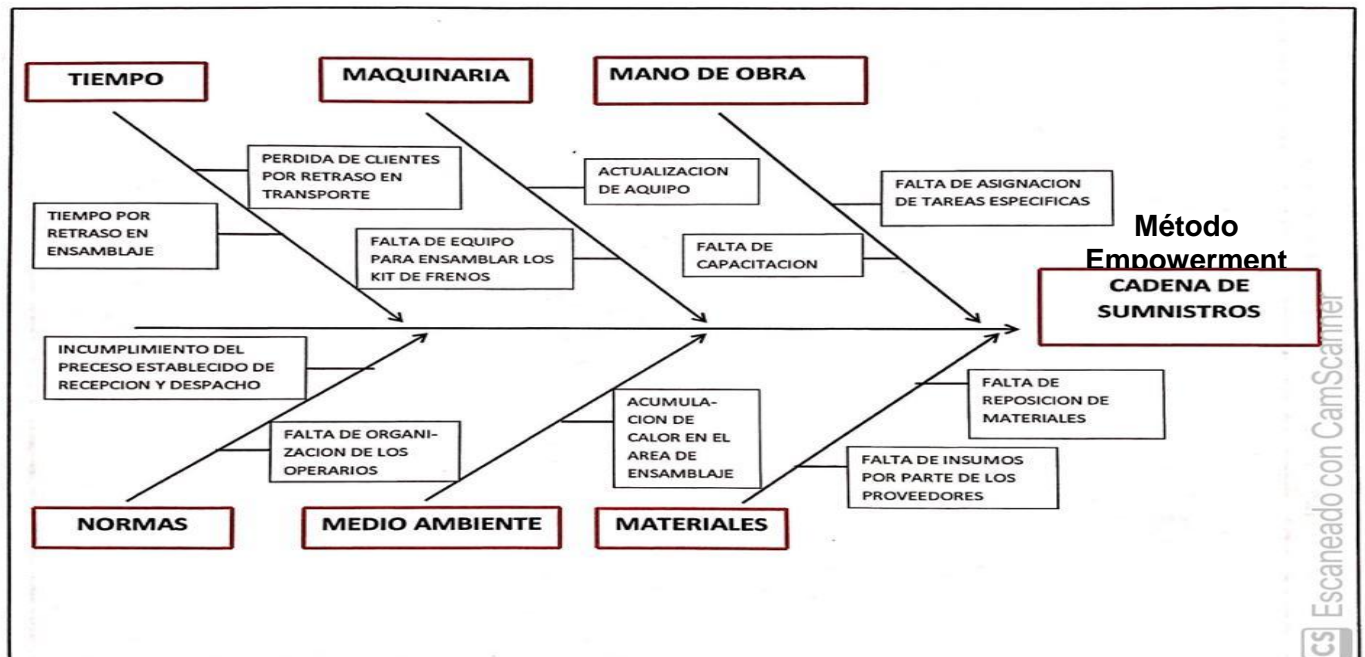 TIEMPO
MAQUINARIA
MANO DE OBRA
PERDIDA DE CLIENTES
POR RETRASO EN
TRANSPORTE
TIEMPO POR
RETRASO EN
ENSAMBLAJE
ACTUALIZACION
DE AQUIPO
FALTA DE EQUIPO
PARA ENSAMBLAR LOS
KIT DE FRENOS
FALTA DE ASIGNACION
DE TAREAS ESPECIFICAS
FALTA DE
CAPACITACION
Método
Empowerment
CADENA DE
SUMNISTROS
INCUMPLIMIENTO DEL
PRECESO ESTABLECIDO DE
RECEPCION Y DESPACHO
FALTA DE ORGANI-
ZACION DE LOS
OPERARIOS
ACUMULA-
CION DE
CALOR EN EL
AREA DE
ENSAMBLAJE
FALTA DE
REPOSICION DE
MATERIALES
FALTA DE INSUMOS
POR PARTE DE LOS
PROVEEDORES
NORMAS
MEDIO AMBIENTE
MATERIALES
CS Escaneado con CamScanner